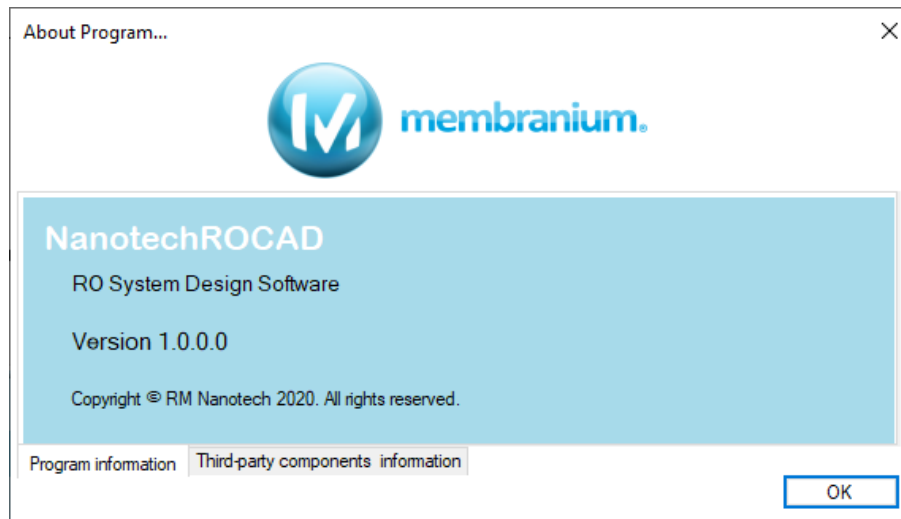 About Program...
membranium®
NanotechROCAD
RO System Design Software
Version 1.0.0.0
Copyright © RM Nanotech 2020. All rights reserved.
Program information Third-party components information
OK